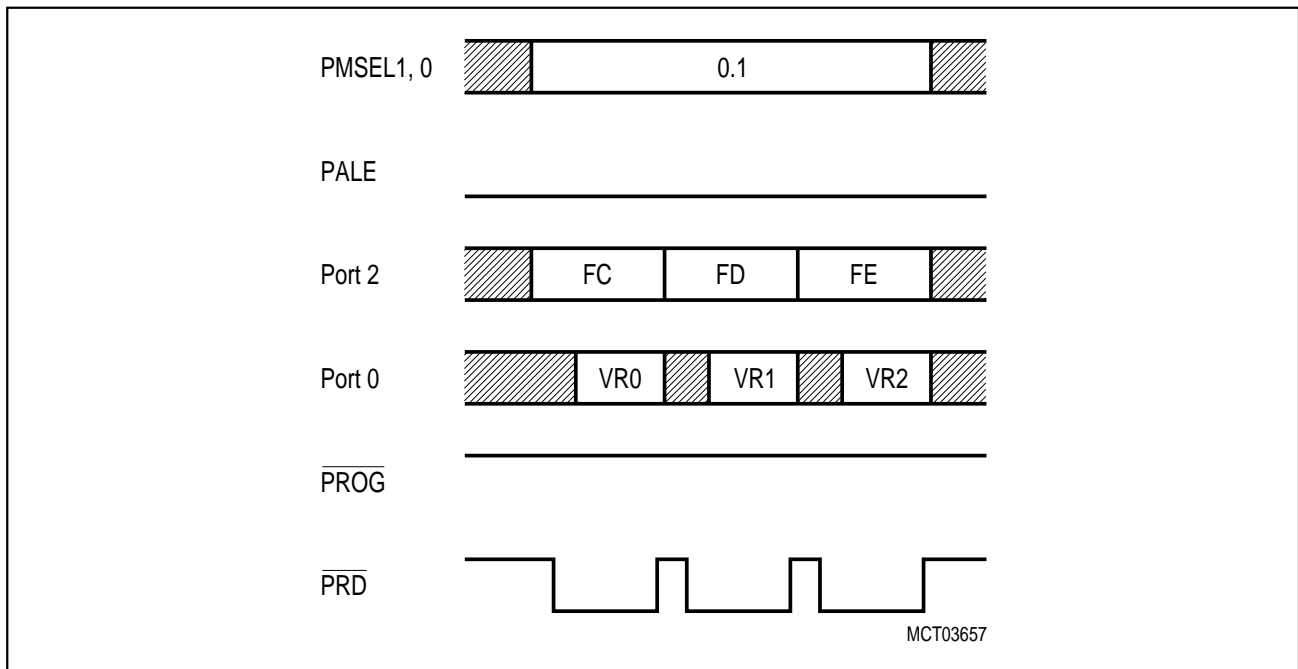 PMSEL1, 0
0.1
PALE
Port 2
FC
FD
FE
Port 0
VR0
VR1
VR2
PROG
PRD
MCT03657